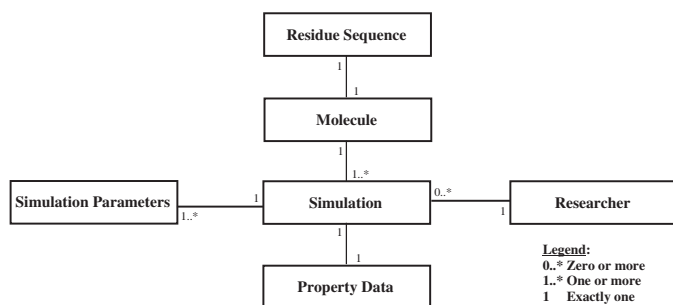 Residue Sequence
1
1
Molecule
1
1..*
Simulation Parameters
1..*
1
Simulation
0..*
1
Researcher
1
1
Property Data
Legend:
0..* Zero or more
1..* One or more
1 Exactly one